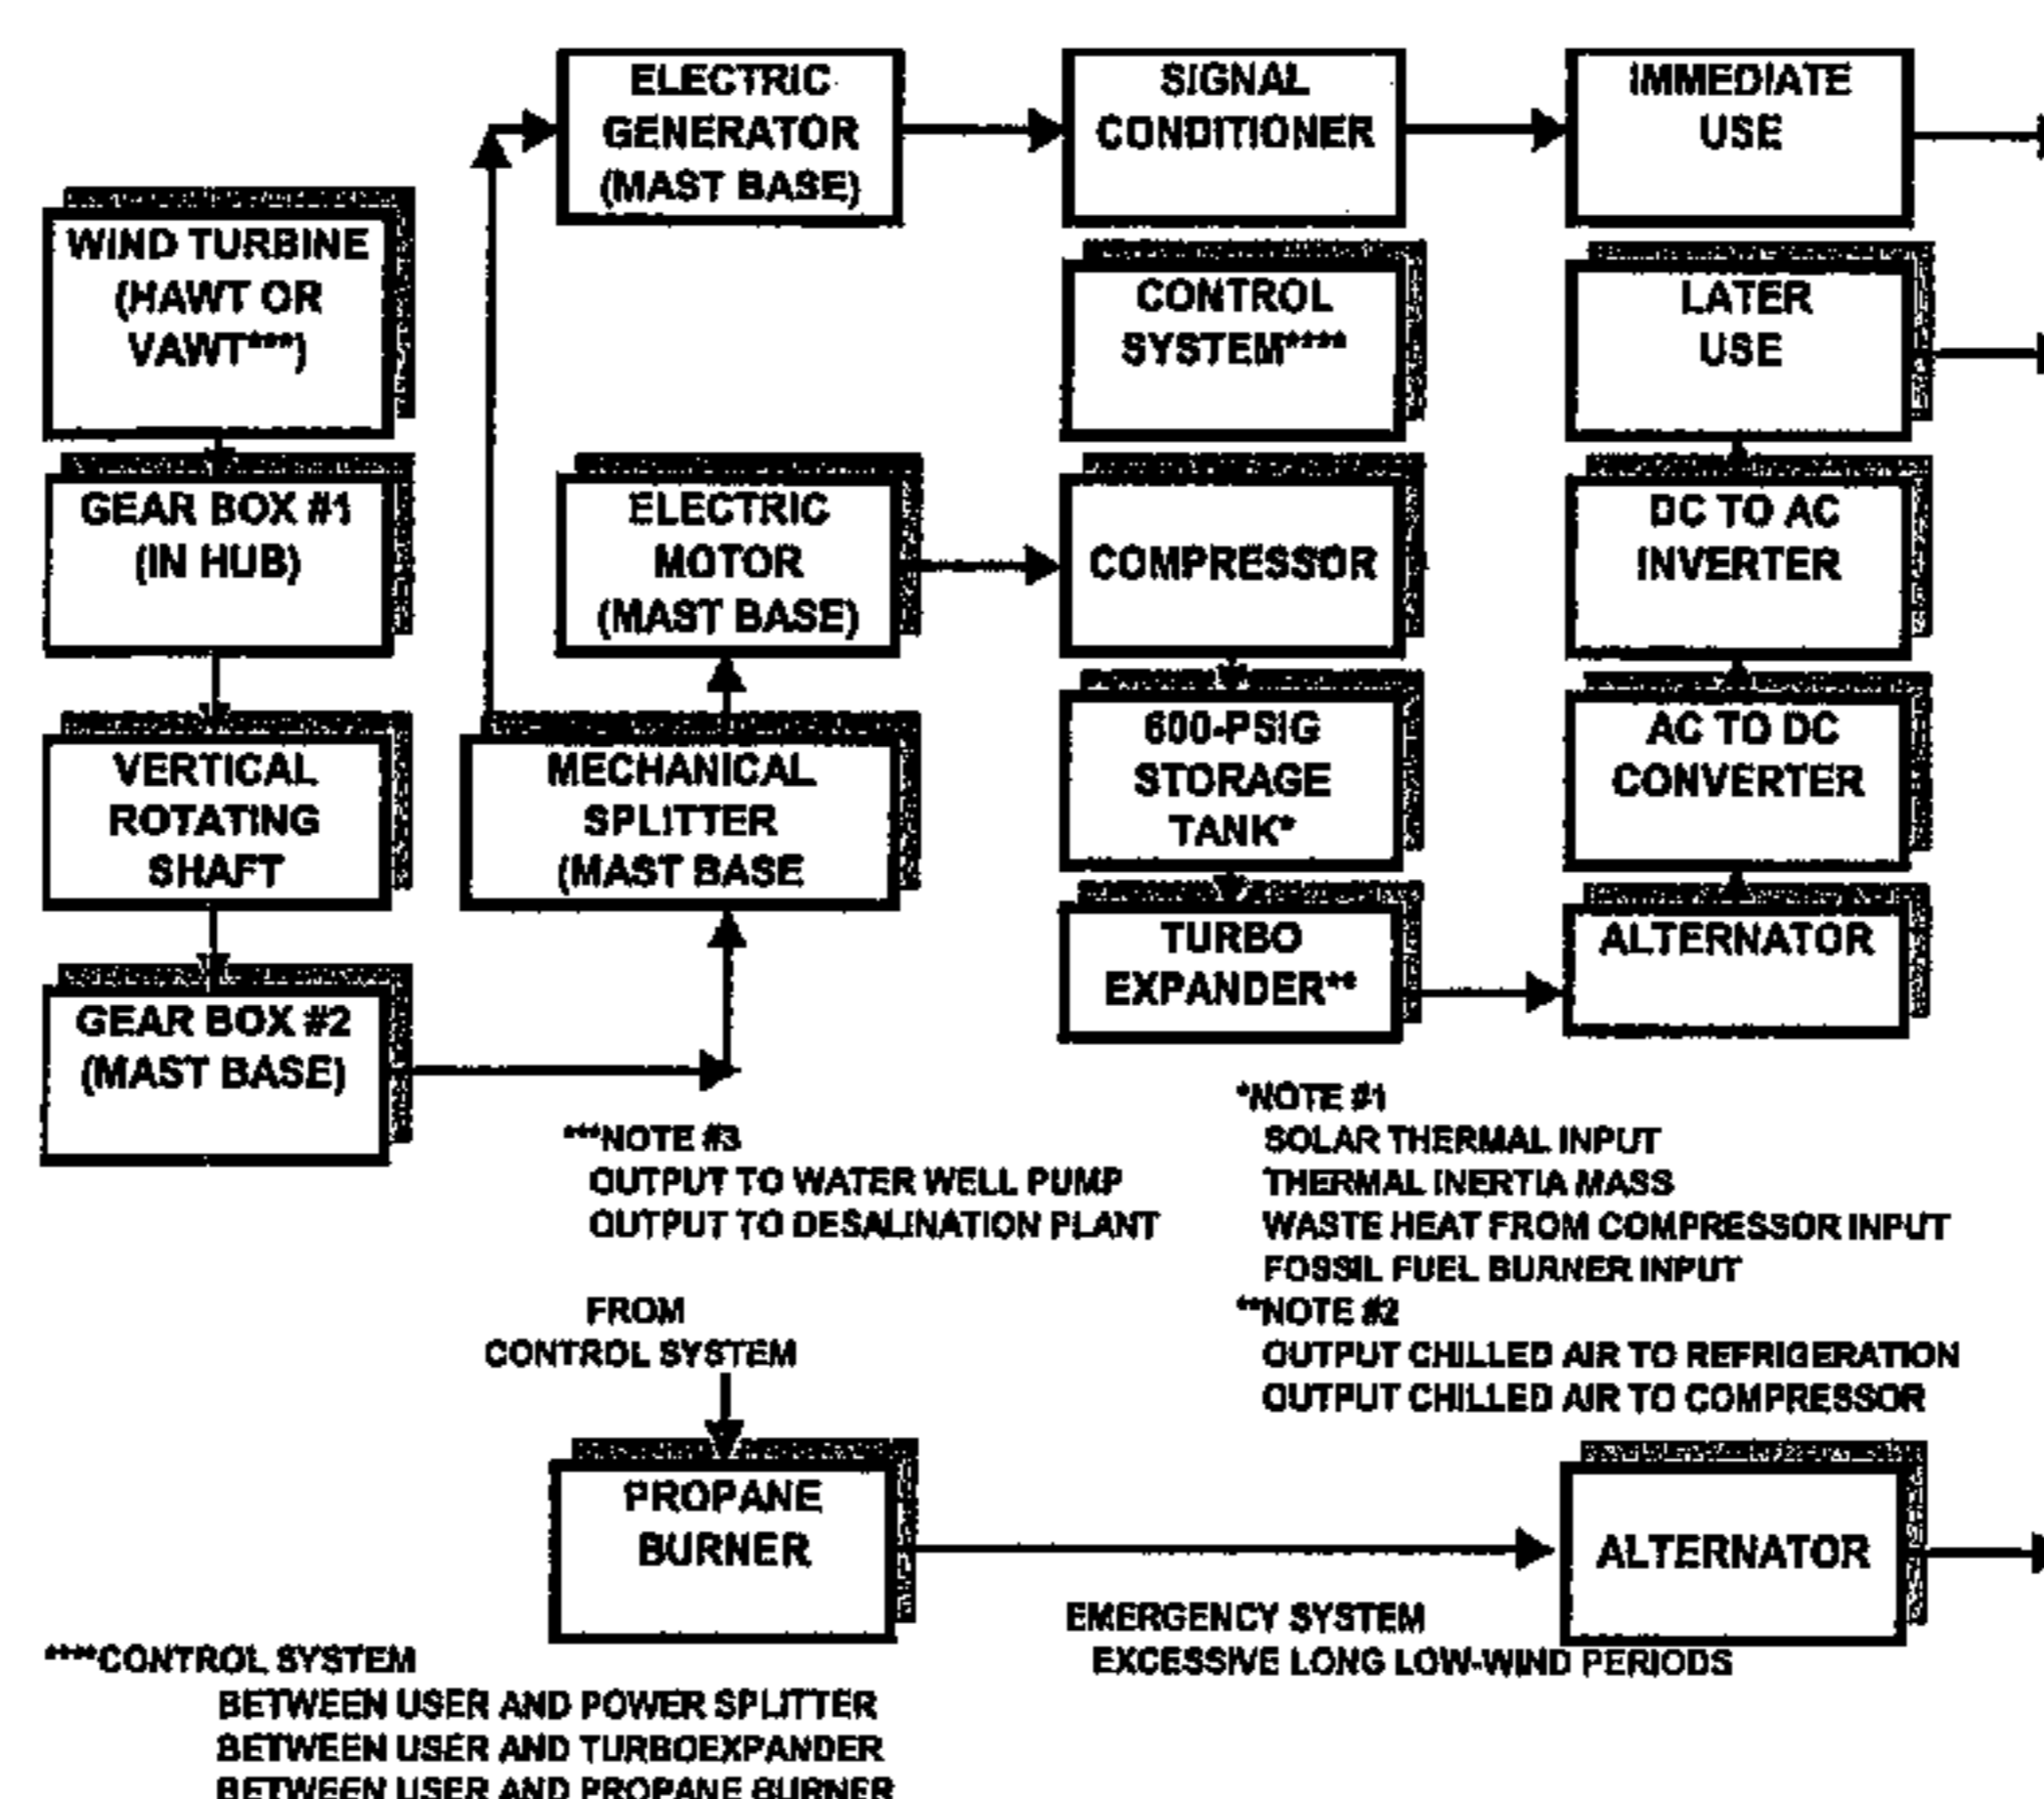 ELECTRIC
GENERATOR
(MAST BASE)
SIGNAL
CONDITIONER
IMMEDIATE
USE
WIND TURBINE
(HAWT OR
VAWT***)
CONTROL
SYSTEM****
LATER
USE
GEAR BOX #1
(IN HUB)
ELECTRIC
MOTOR
(MAST BASE)
COMPRESSOR
DC TO AC
INVERTER
VERTICAL
ROTATING
SHAFT
MECHANICAL
SPLITTER
(MAST BASE
600-PSIG
STORAGE
TANK*
AC TO DC
CONVERTER
GEAR BOX #2
(MAST BASE)
TURBO
EXPANDER**
ALTERNATOR
***NOTE #3
OUTPUT TO WATER WELL PUMP
OUTPUT TO DESALINATION PLANT
*NOTE #1
SOLAR THERMAL INPUT
THERMAL INERTIA MASS
WASTE HEAT FROM COMPRESSOR INPUT
FOSSIL FUEL BURNER INPUT
**NOTE #2
OUTPUT CHILLED AIR TO REFRIGERATION
OUTPUT CHILLED AIR TO COMPRESSOR
FROM
CONTROL SYSTEM
PROPANE
BURNER
ALTERNATOR
EMERGENCY SYSTEM
EXCESSIVE LONG LOW-WIND PERIODS
****CONTROL SYSTEM
BETWEEN USER AND POWER SPLITTER
BETWEEN USER AND TURBOEXPANDER
BETWEEN USER AND PROPANE BURNER